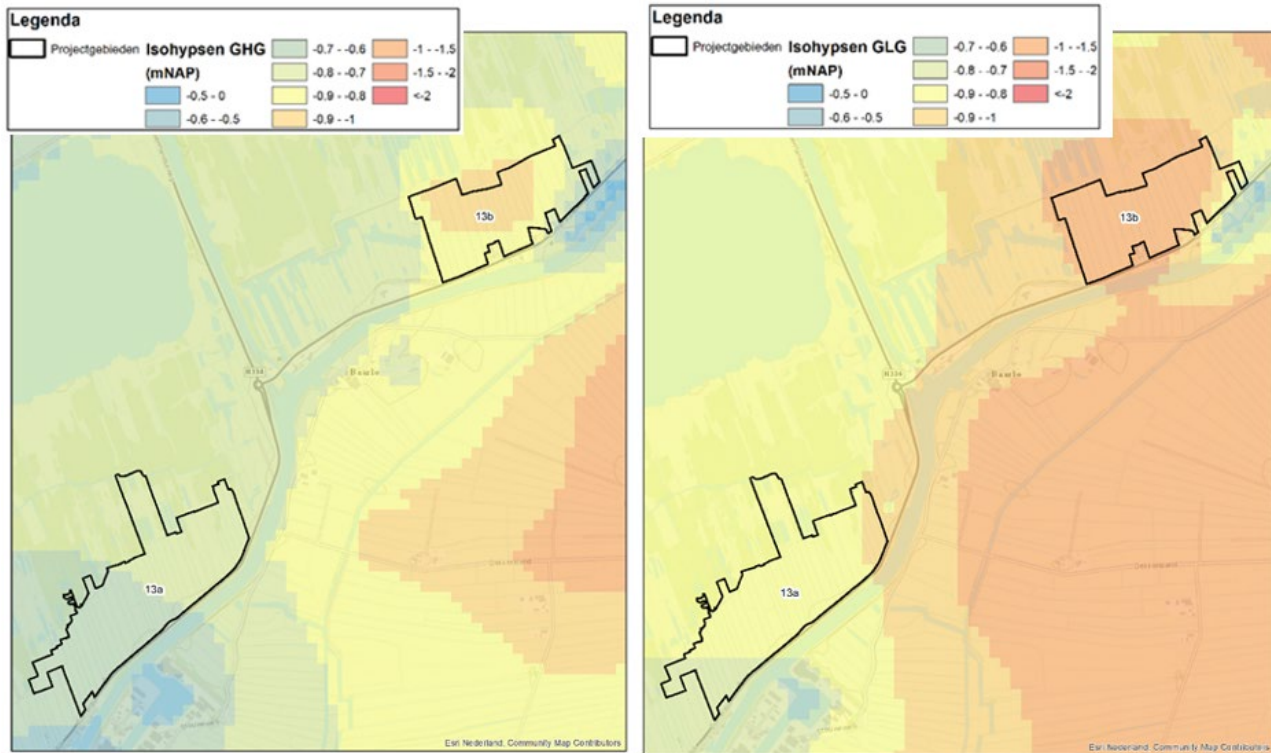 Legenda
Projectgebieden
Isohypsen GHG
(mNAP)
-0.5 - 0
-0.6 - -0.5
-0.7 - -0.6
-0.8 - -0.7
-0.9 - -0.8
-0.9 - -1
-1 - -1.5
-1.5 - -2
<-2
13b
N356
13a
Esri Nederland, Community Map Contributors
Legenda
Projectgebieden
Isohypsen GLG
(mNAP)
-0.5 - 0
-0.6 - -0.5
-0.7 - -0.6
-0.8 - -0.7
-0.9 - -0.8
-0.9 - -1
-1 - -1.5
-1.5 - -2
<-2
13b
13a
Esri Nederland, Community Map Contributors